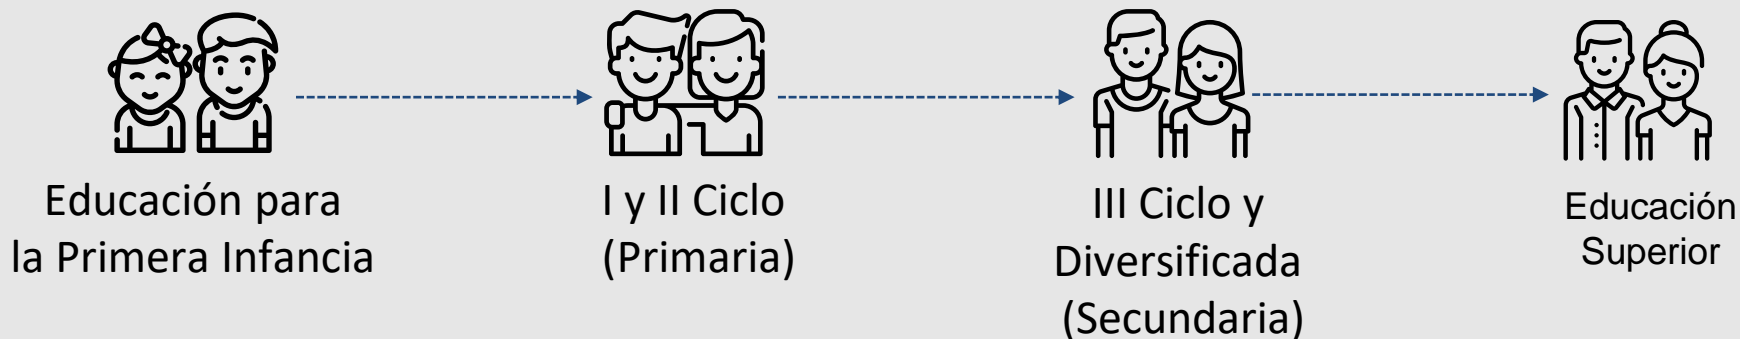 Educación para
la Primera Infancia
I y II Ciclo
(Primaria)
III Ciclo y
Diversificada
(Secundaria)
Educación
Superior